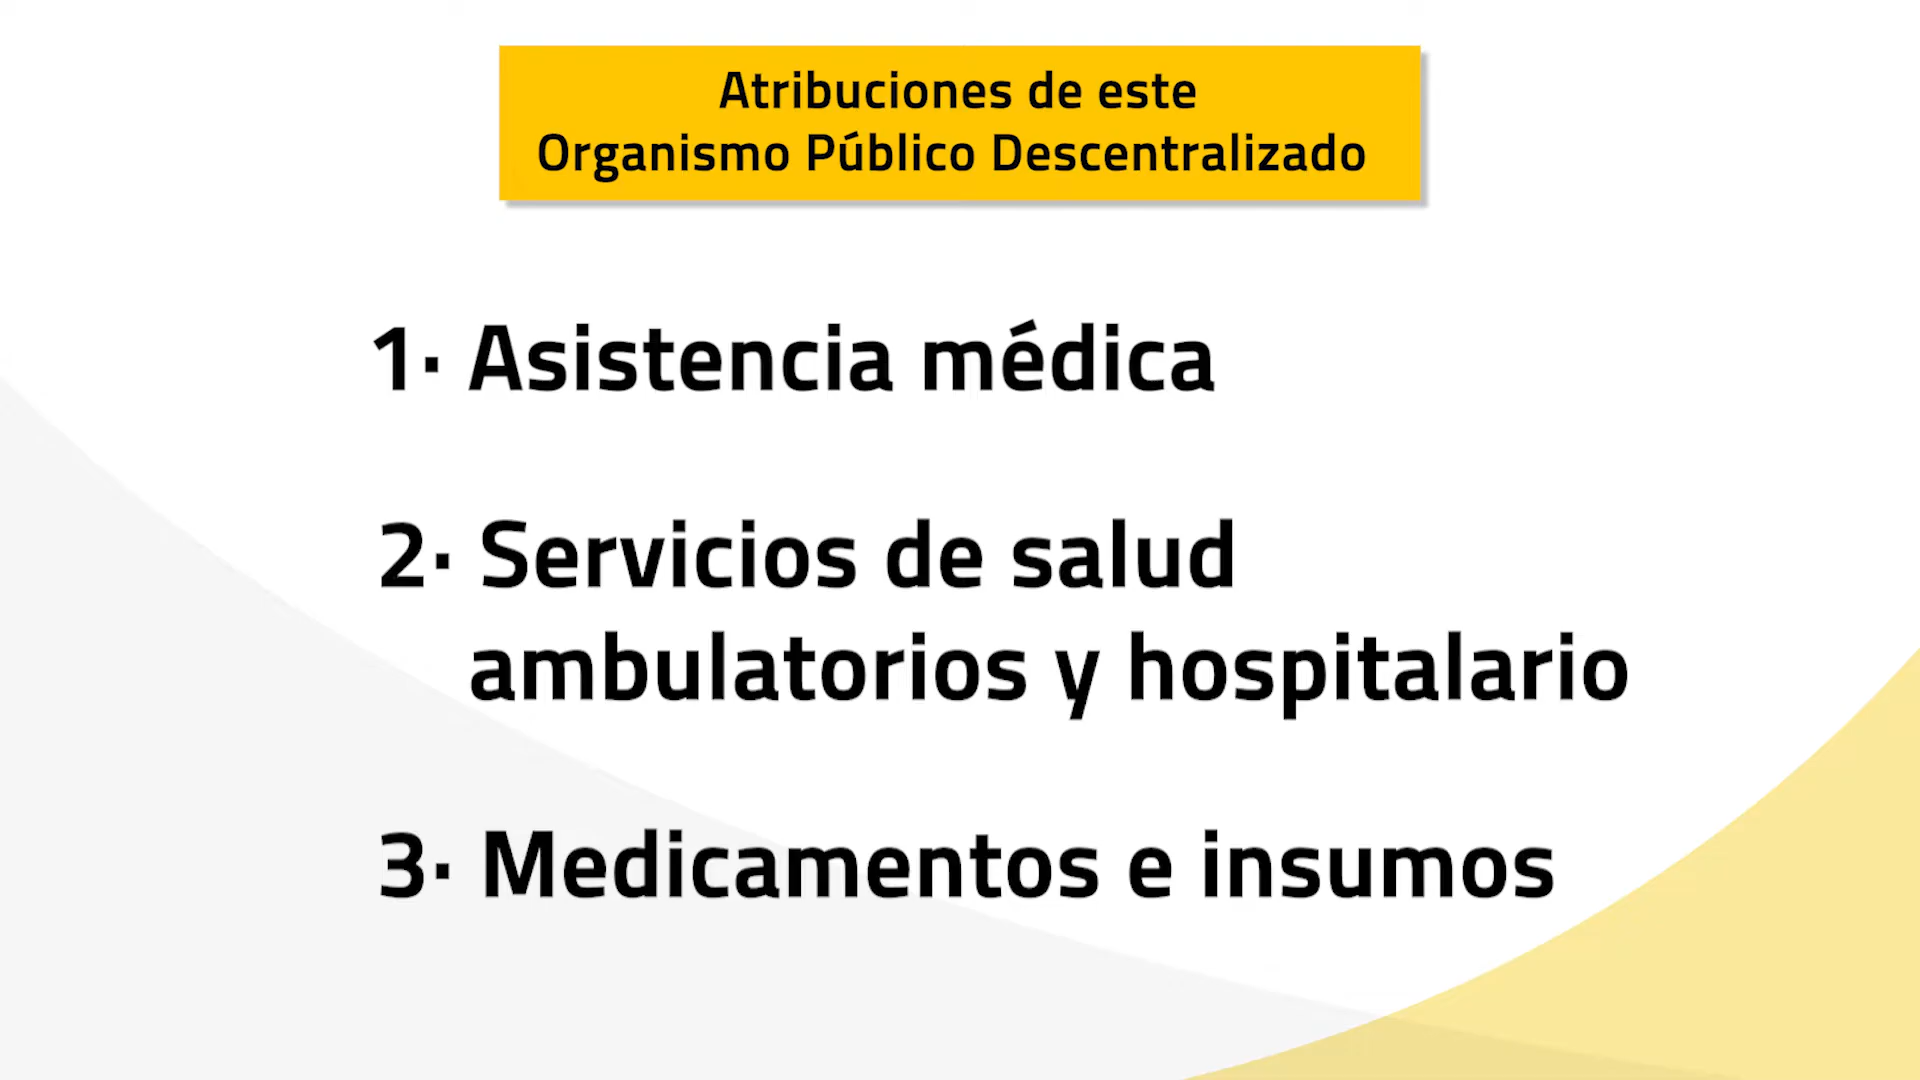 Atribuciones de este
Organismo Público Descentralizado
1· Asistencia médica
2· Servicios de salud
ambulatorios y hospitalario
3· Medicamentos e insumos